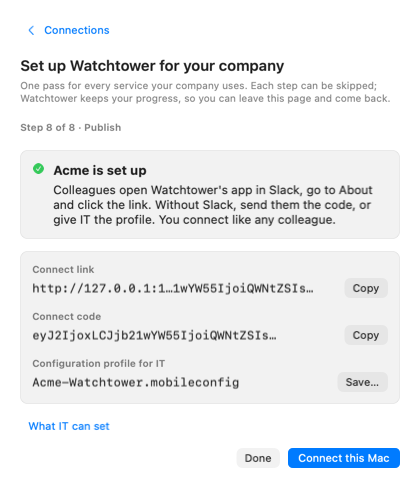 Connections
Set up Watchtower for your company
One pass for every service your company uses. Each step can be skipped;
Watchtower keeps your progress, so you can leave this page and come back.
Step 8 of 8 · Publish
Acme is set up
Colleagues open Watchtower's app in Slack, go to About
and click the link. Without Slack, send them the code, or
give IT the profile. You connect like any colleague.
Connect link
http://127.0.0.1:1…1wYW55IjoiQWNtZSIs…
Copy
Connect code
eyJ2IjoxLCJjb21wYW55IjoiQWNtZSIs…
Copy
Configuration profile for IT
Acme-Watchtower.mobileconfig
Save…
What IT can set
Done
Connect this Mac